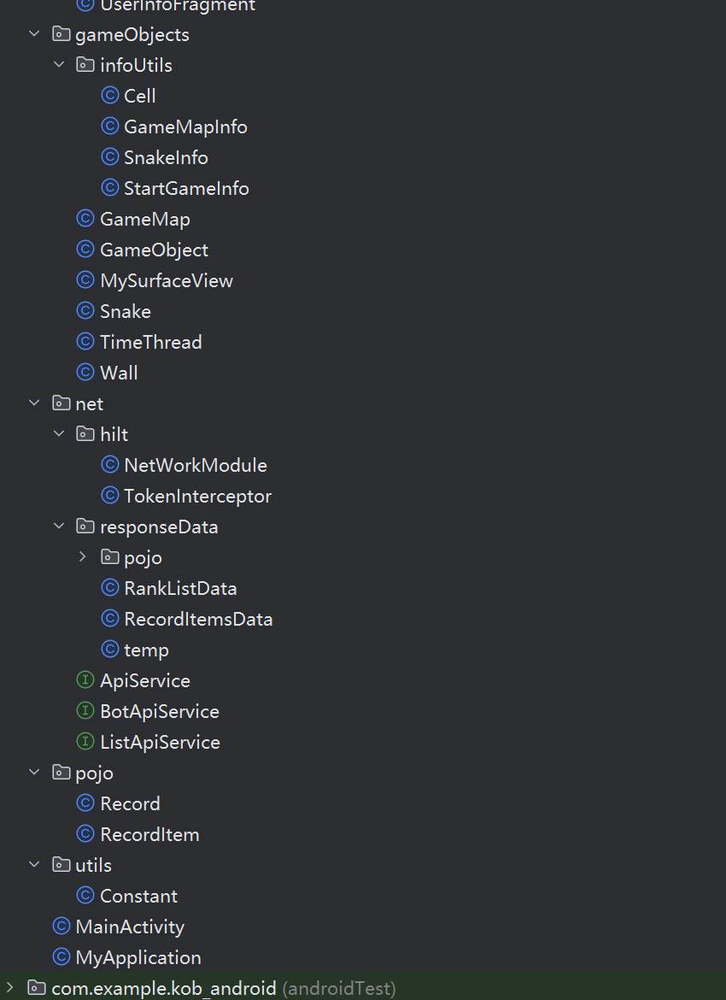 UserInfoFragment
gameObjects
infoUtils
Cell
GameMapInfo
SnakeInfo
StartGameInfo
GameMap
GameObject
MySurfaceView
Snake
TimeThread
Wall
net
hilt
NetWorkModule
TokenInterceptor
responseData
pojo
RankListData
RecordItemsData
temp
ApiService
BotApiService
ListApiService
pojo
Record
RecordItem
utils
Constant
MainActivity
MyApplication
com.example.kob_android (androidTest)